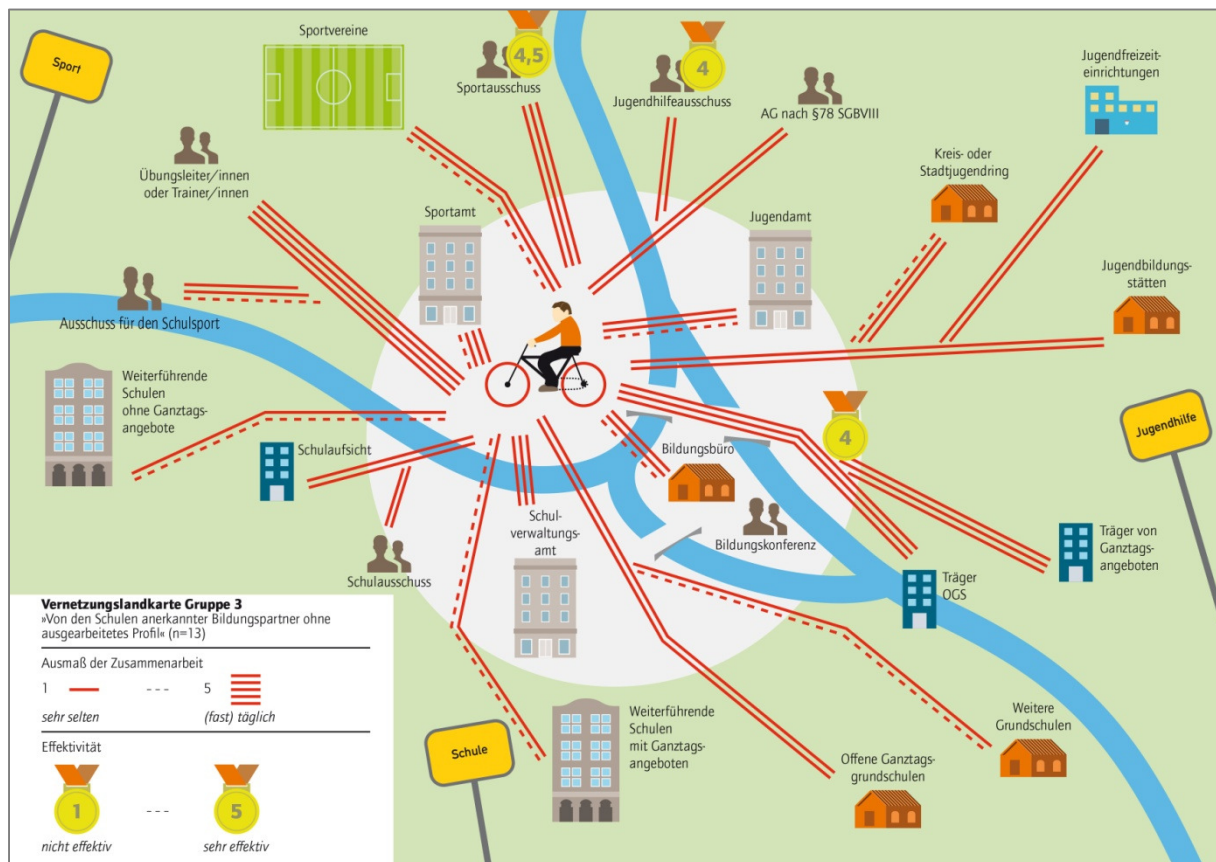 Sport
Sportvereine
4,5
Sportausschuss
4
Jugendhilfeausschuss
AG nach §78 SGBVIII
Jugendfreizeit
einrichtungen
Übungsleiter/innen
oder Trainer/innen
Kreis- oder
Stadtjugendring
Sportamt
Jugendamt
Jugendbildungs-
stätten
Ausschuss für den Schulsport
Weiterführende
Schulen
ohne Ganztags-
angebote
Schulaufsicht
Bildungsbüro
4
Jugendhilfe
Schul-
verwaltungs-
amt
Bildungskonferenz
Schulausschuss
Träger
OGS
Träger von
Ganztags-
angeboten
Weiterführende
Schulen
mit Ganztags-
angeboten
Schule
Offene Ganztags-
grundschulen
Weitere
Grundschulen
Vernetzungslandkarte Gruppe 3
»Von den Schulen anerkannter Bildungspartner ohne
ausgearbeitetes Profil« (n=13)
Ausmaß der Zusammenarbeit
1 --- 5
sehr selten (fast) täglich
Effektivität
1 --- 5
nicht effektiv sehr effektiv